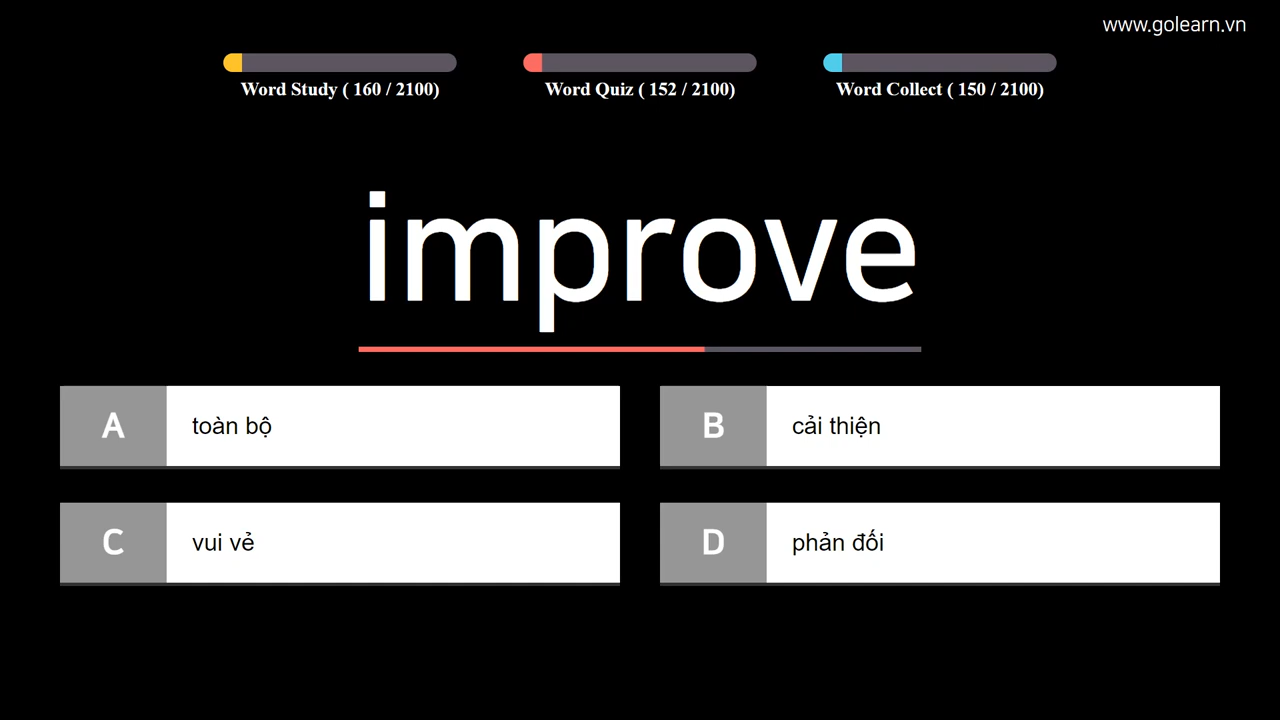 www.golearn.vn
Word Study ( 160 / 2100)
Word Quiz ( 152 / 2100)
Word Collect ( 150 / 2100)
improve
A toàn bộ
B cải thiện
C vui vẻ
D phản đối